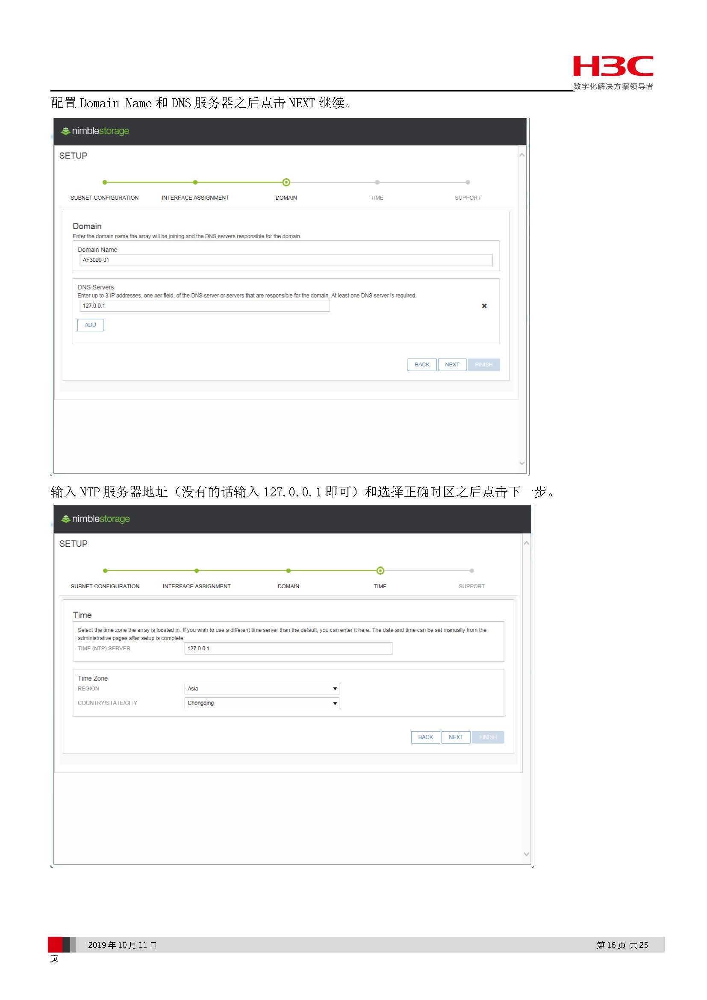 H3C
数字化解决方案领导者
配置 Domain Name 和 DNS 服务器之后点击 NEXT 继续。
nimblestorage
SETUP
SUBNET CONFIGURATION INTERFACE ASSIGNMENT DOMAIN TIME SUPPORT
Domain
Enter the domain name the array will be joining and the DNS servers responsible for the domain.
Domain Name
AF3000-01
DNS Servers
Enter up to 3 IP addresses, one per field, of the DNS server or servers that are responsible for the domain. At least one DNS server is required.
127.0.0.1
ADD
BACK NEXT FINISH
输入 NTP 服务器地址（没有的话输入 127.0.0.1 即可）和选择正确时区之后点击下一步。
nimblestorage
SETUP
SUBNET CONFIGURATION INTERFACE ASSIGNMENT DOMAIN TIME SUPPORT
Time
Select the time zone the array is located in. If you wish to use a different time server than the default, you can enter it here. The date and time can be set manually from the
administrative pages after setup is complete.
TIME (NTP) SERVER 127.0.0.1
Time Zone
REGION Asia
COUNTRY/STATE/CITY Chongqing
BACK NEXT FINISH
2019 年 10 月 11 日 第 16 页 共 25
页